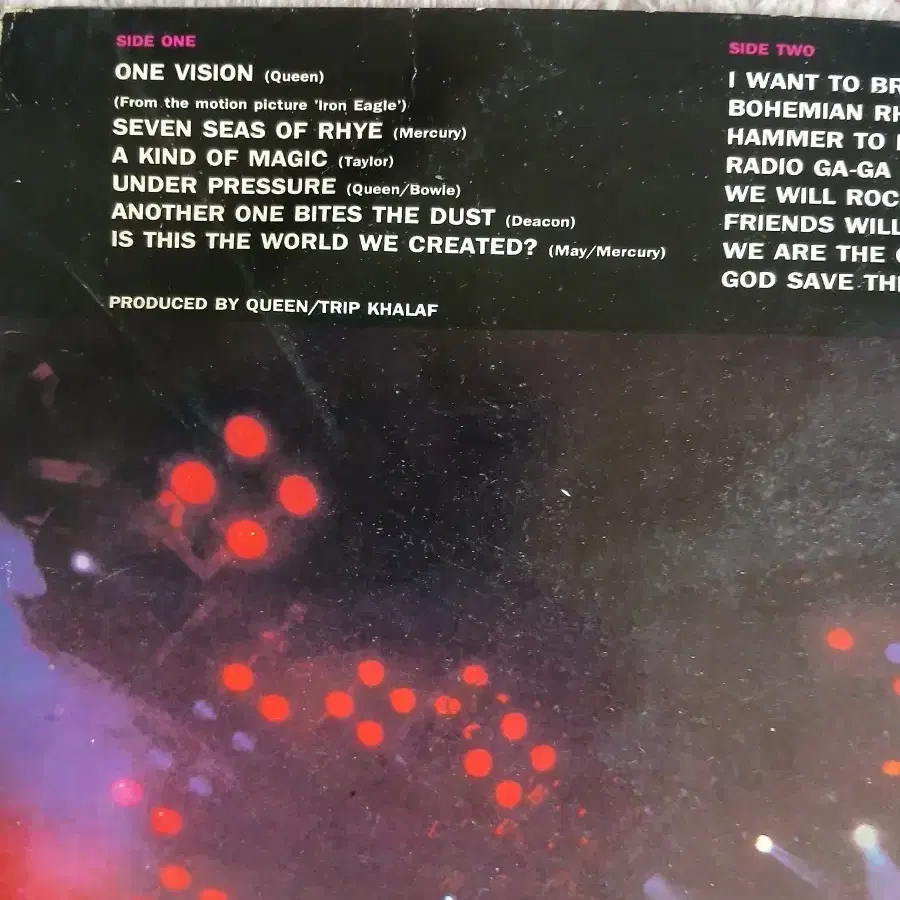 SIDE ONE
ONE VISION (Queen)
(From the motion picture 'Iron Eagle')
SEVEN SEAS OF RHYE (Mercury)
A KIND OF MAGIC (Taylor)
UNDER PRESSURE (Queen/Bowie)
ANOTHER ONE BITES THE DUST (Deacon)
IS THIS THE WORLD WE CREATED? (May/Mercury)
PRODUCED BY QUEEN/TRIP KHALAF
SIDE TWO
I WANT TO
BOHEMIAN
HAMMER TO
RADIO GA-GA
WE WILL
FRIENDS WILL
WE ARE THE
GOD SAVE